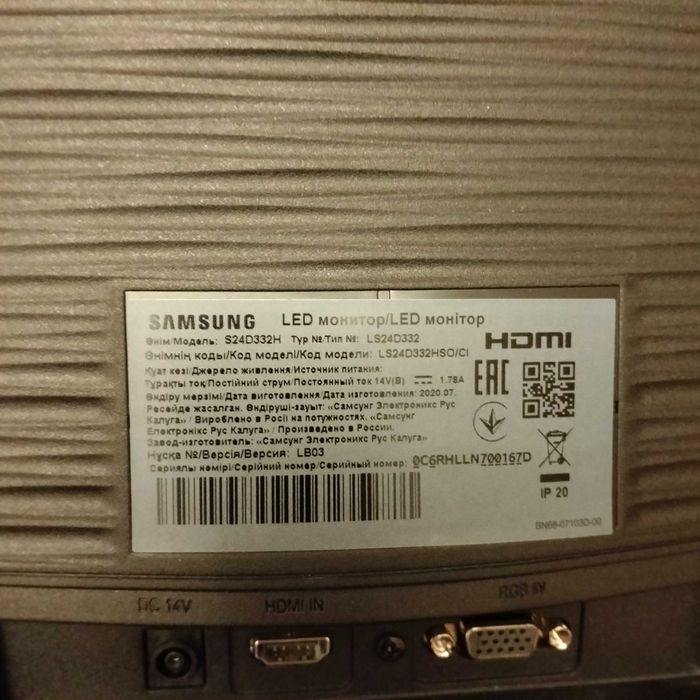 SAMSUNG
LED монитор/LED монітор
HDMI
Өнім/Модель: S24D332H Түр №/Тип №: LS24D332
Өнімнің коды/Код моделі/Код модели: LS24D332HSO/CI
Қуат көзі/Джерело живлення/Источник питания:
Тұрақты ток/Постійний струм/Постоянный ток 14V(В) 1.78A
Өндіру мерзімі/Дата виготовлення/Дата изготовления: 2020.07.
Ресейде жасалған. Өндіруші-зауыт: «Самсунг Электроникс Рус
Калуга» / Вироблено в Росії на потужностях. «Самсунг
Електронікс Рус Калуга» / Произведено в России.
Завод-изготовитель: «Самсунг Электроникс Рус Калуга»
Нұсқа №/Версія/Версия: LB03
Сериялы нөмірі/Серійний номер/Серийный номер: 0C6RHLLN700167D
EAC
IP 20
BN68-07103D-00
DC 14V
HDMI IN
RGB IN